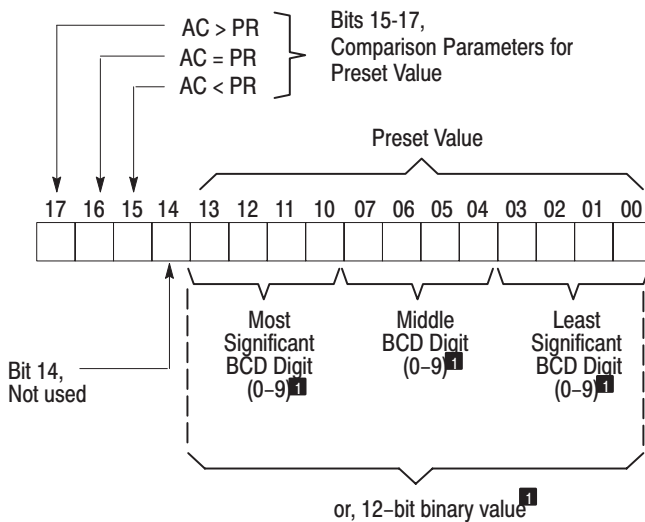 AC > PR
AC = PR
AC < PR
Bits 15-17,
Comparison Parameters for
Preset Value
Preset Value
17 16 15 14 13 12 11 10 07 06 05 04 03 02 01 00
Most
Significant
BCD Digit
(0–9)1
Middle
BCD Digit
(0–9)1
Least
Significant
BCD Digit
(0–9)1
Bit 14,
Not used
or, 12–bit binary value1